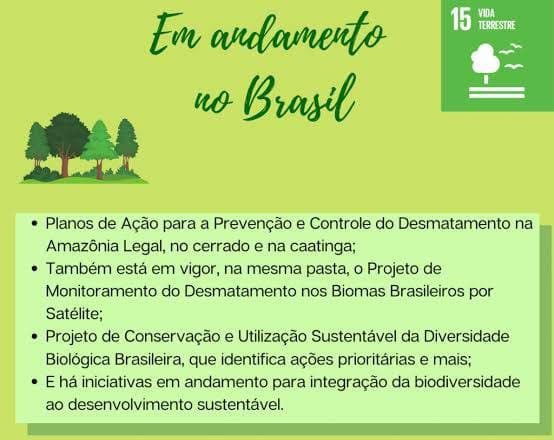 Em andamento
no Brasil
15 VIDA
TERRESTRE
• Planos de Ação para a Prevenção e Controle do Desmatamento na
Amazônia Legal, no cerrado e na caatinga;
• Também está em vigor, na mesma pasta, o Projeto de
Monitoramento do Desmatamento nos Biomas Brasileiros por
Satélite;
• Projeto de Conservação e Utilização Sustentável da Diversidade
Biológica Brasileira, que identifica ações prioritárias e mais;
• E há iniciativas em andamento para integração da biodiversidade
ao desenvolvimento sustentável.